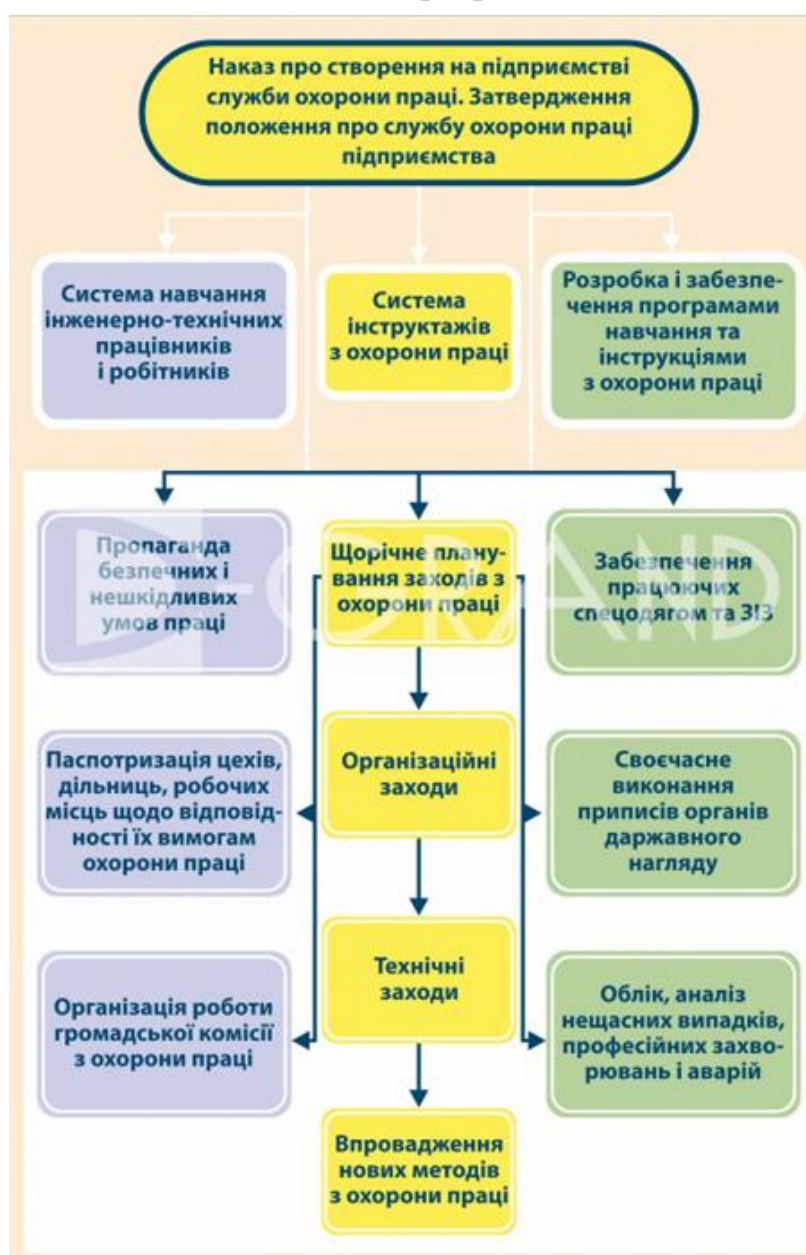 Наказ про створення на підприємстві
служби охорони праці. Затвердження
положення про службу охорони праці
підприємства
Система навчання
інженерно-технічних
працівників
і робітників
Система
інструктажів
з охорони праці
Розробка і забезпе-
чення програмами
навчання та
інструкціями
з охорони праці
Пропаганда
безпечних і
нешкідливих
умов праці
Щорічне плану-
вання заходів з
охорони праці
Забезпечення
працюючих
спецодягом та ЗІЗ
Паспотризація цехів,
дільниць, робочих
місць щодо відповід-
ності їх вимогам
охорони праці
Організаційні
заходи
Своєчасне
виконання
приписів органів
даржавного
нагляду
Організація роботи
громадської комісії
з охорони праці
Технічні
заходи
Облік, аналіз
нещасних випадків,
професійних захво-
рювань і аварій
Впровадження
нових методів
з охорони праці